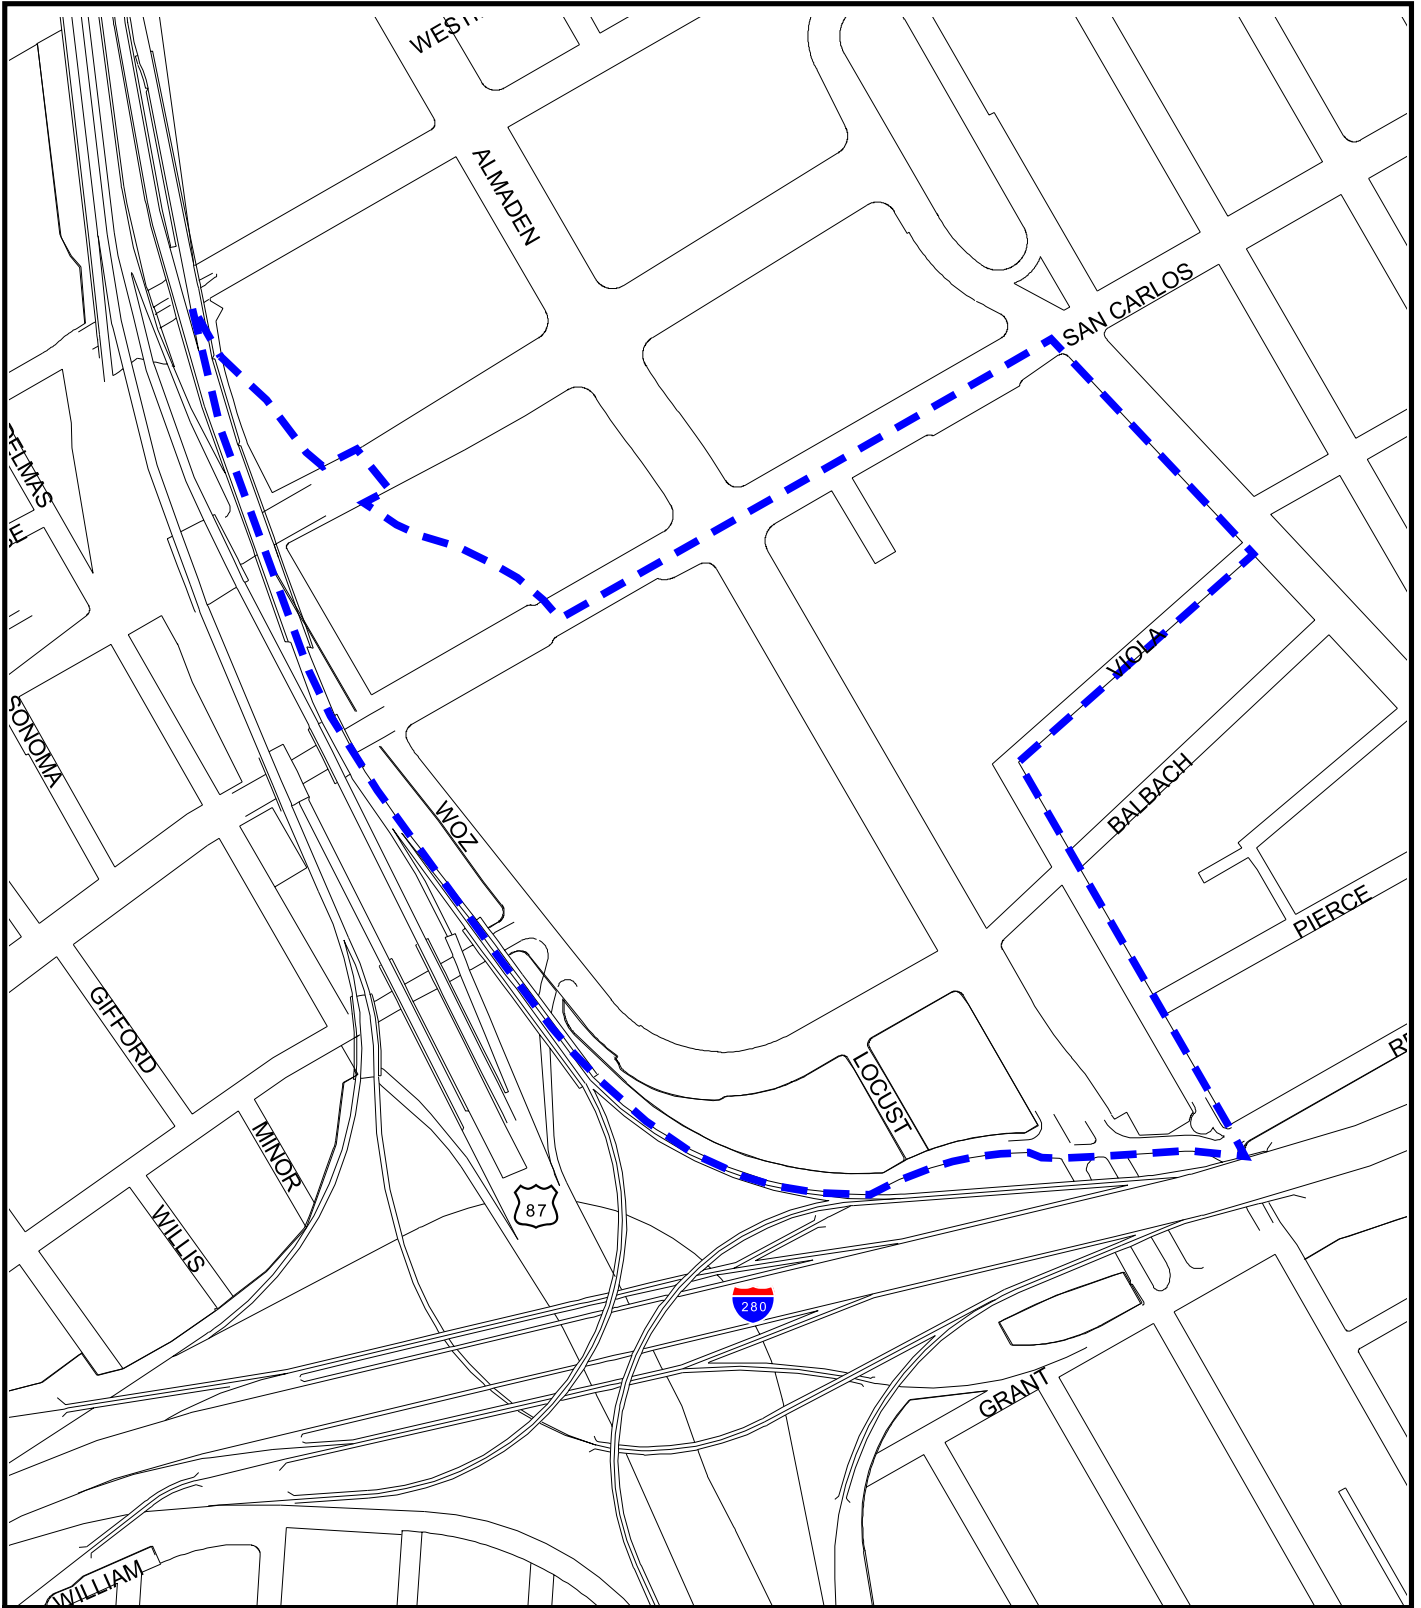 ALMADEN
SAN CARLOS
VIOLA
BALBACH
WOZ
PIERCE
SONOMA
GIFFORD
LOCUST
MINOR
WILLIS
87
280
GRANT
WILLIAM